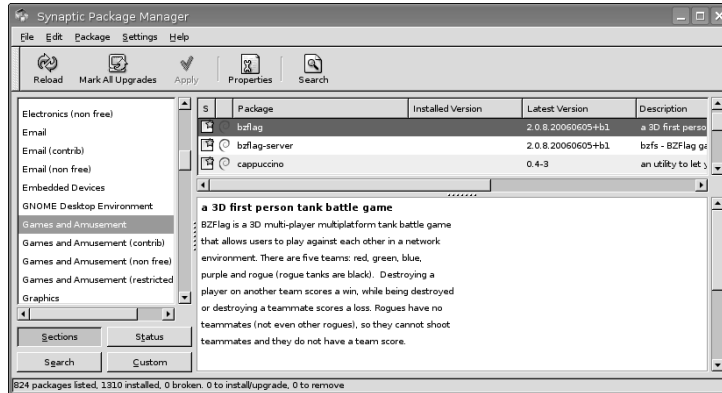 Synaptic Package Manager
File Edit Package Settings Help
Reload Mark All Upgrades Apply Properties Search
Electronics (non free)
Email
Email (contrib)
Email (non free)
Embedded Devices
GNOME Desktop Environment
Games and Amusement
Games and Amusement (contrib)
Games and Amusement (non free)
Games and Amusement (restricted
Graphics
Sections Status
Search Custom
S Package Installed Version Latest Version Description
bzflag 2.0.8.20060605+b1 a 3D first perso
bzflag-server 2.0.8.20060605+b1 bzfs - BZFlag ga
cappuccino 0.4-3 an utility to let y
a 3D first person tank battle game
BZFlag is a 3D multi-player multiplatform tank battle game
that allows users to play against each other in a network
environment. There are five teams: red, green, blue,
purple and rogue (rogue tanks are black). Destroying a
player on another team scores a win, while being destroyed
or destroying a teammate scores a loss. Rogues have no
teammates (not even other rogues), so they cannot shoot
teammates and they do not have a team score.
824 packages listed, 1310 installed, 0 broken. 0 to install/upgrade, 0 to remove